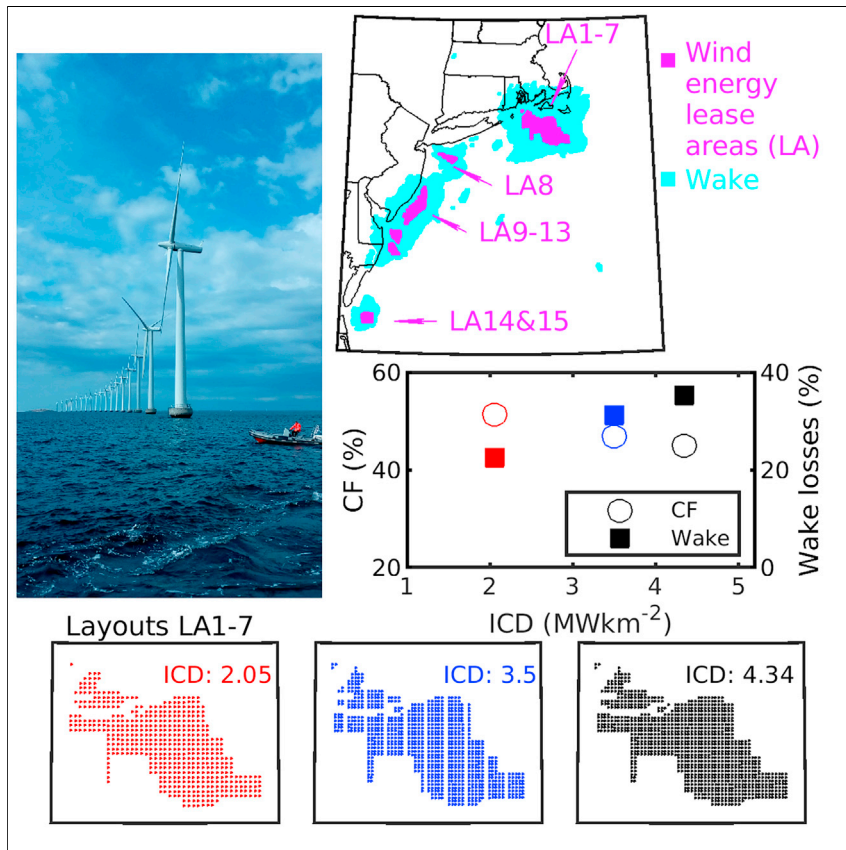 LA1-7
Wind
energy
lease
areas (LA)
Wake
LA8
LA9-13
LA14&15
60
40
20
CF (%)
40
20
0
Wake losses (%)
CF
Wake
1
2
3
4
5
ICD (MWkm-2)
Layouts LA1-7
ICD: 2.05
ICD: 3.5
ICD: 4.34